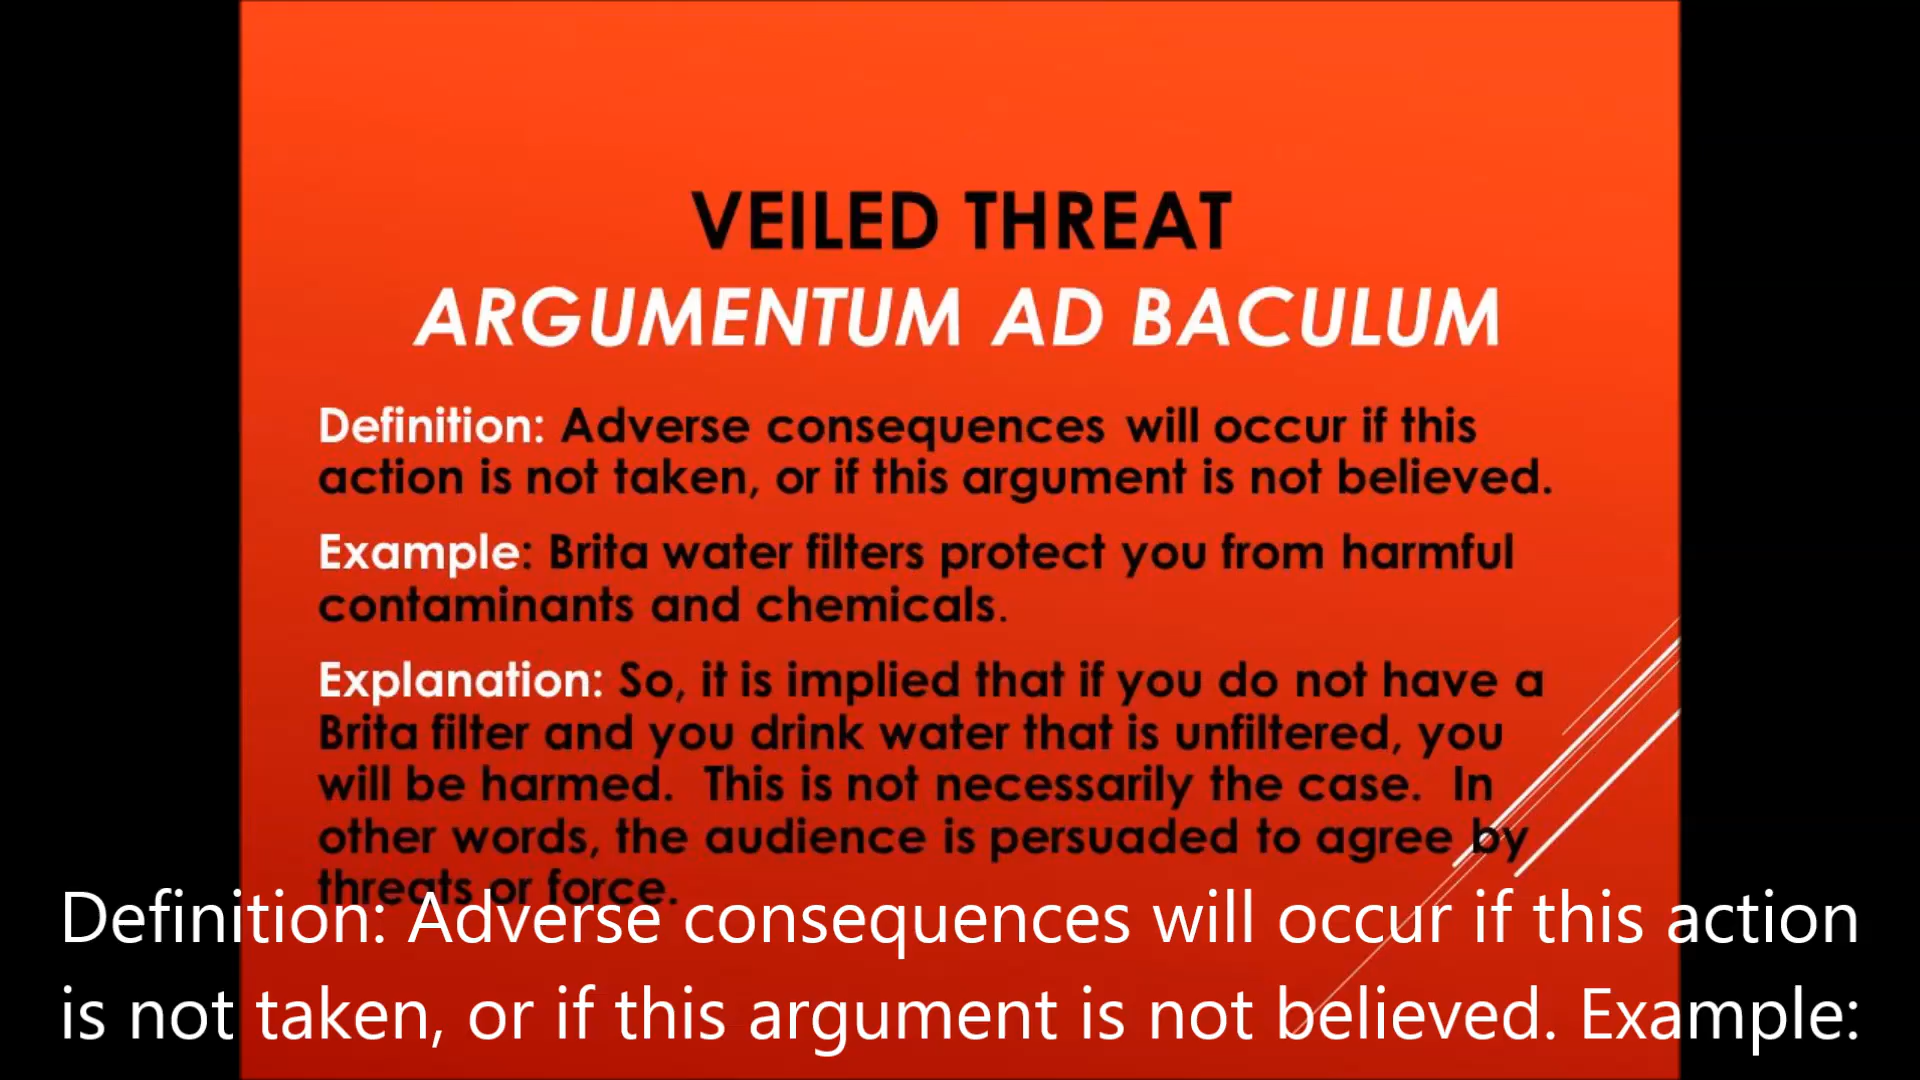 VEILED THREAT
ARGUMENTUM AD BACULUM
Definition: Adverse consequences will occur if this
action is not taken, or if this argument is not believed.
Example: Brita water filters protect you from harmful
contaminants and chemicals.
Explanation: So, it is implied that if you do not have a
Brita filter and you drink water that is unfiltered, you
will be harmed.  This is not necessarily the case.  In
other words, the audience is persuaded to agree by
threats or force.
Definition: Adverse consequences will occur if this action
is not taken, or if this argument is not believed. Example: